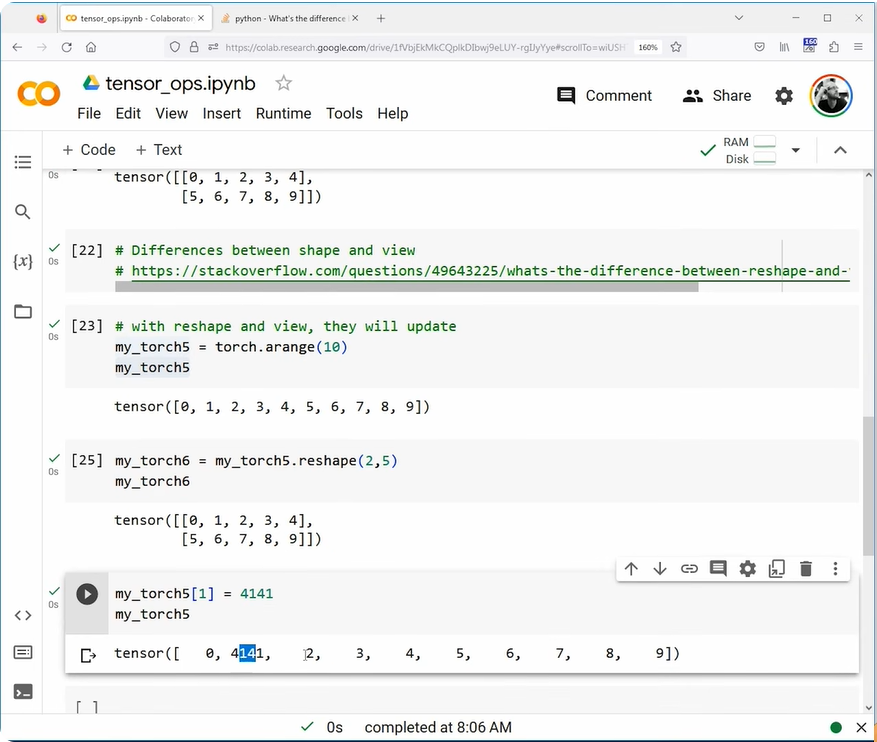 tensor_ops.ipynb - Colaborator
python - What's the difference
https://colab.research.google.com/drive/
160%
tensor_ops.ipynb
File Edit View Insert Runtime Tools Help
Comment
Share
+ Code + Text
RAM
Disk
0s
tensor([[0, 1, 2, 3, 4],
[5, 6, 7, 8, 9]])
[22] # Differences between shape and view
0s
# https://stackoverflow.com/questions/49643225/whats-the-difference-between-reshape-and-
{x}
[23] # with reshape and view, they will update
0s
my_torch5 = torch.arange(10)
my_torch5
tensor([0, 1, 2, 3, 4, 5, 6, 7, 8, 9])
[25] my_torch6 = my_torch5.reshape(2,5)
0s
my_torch6
tensor([[0, 1, 2, 3, 4],
[5, 6, 7, 8, 9]])
my_torch5[1] = 4141
0s
my_torch5
tensor([ 0, 4141, 2, 3, 4, 5, 6, 7, 8, 9])
[ ]
0s completed at 8:06 AM